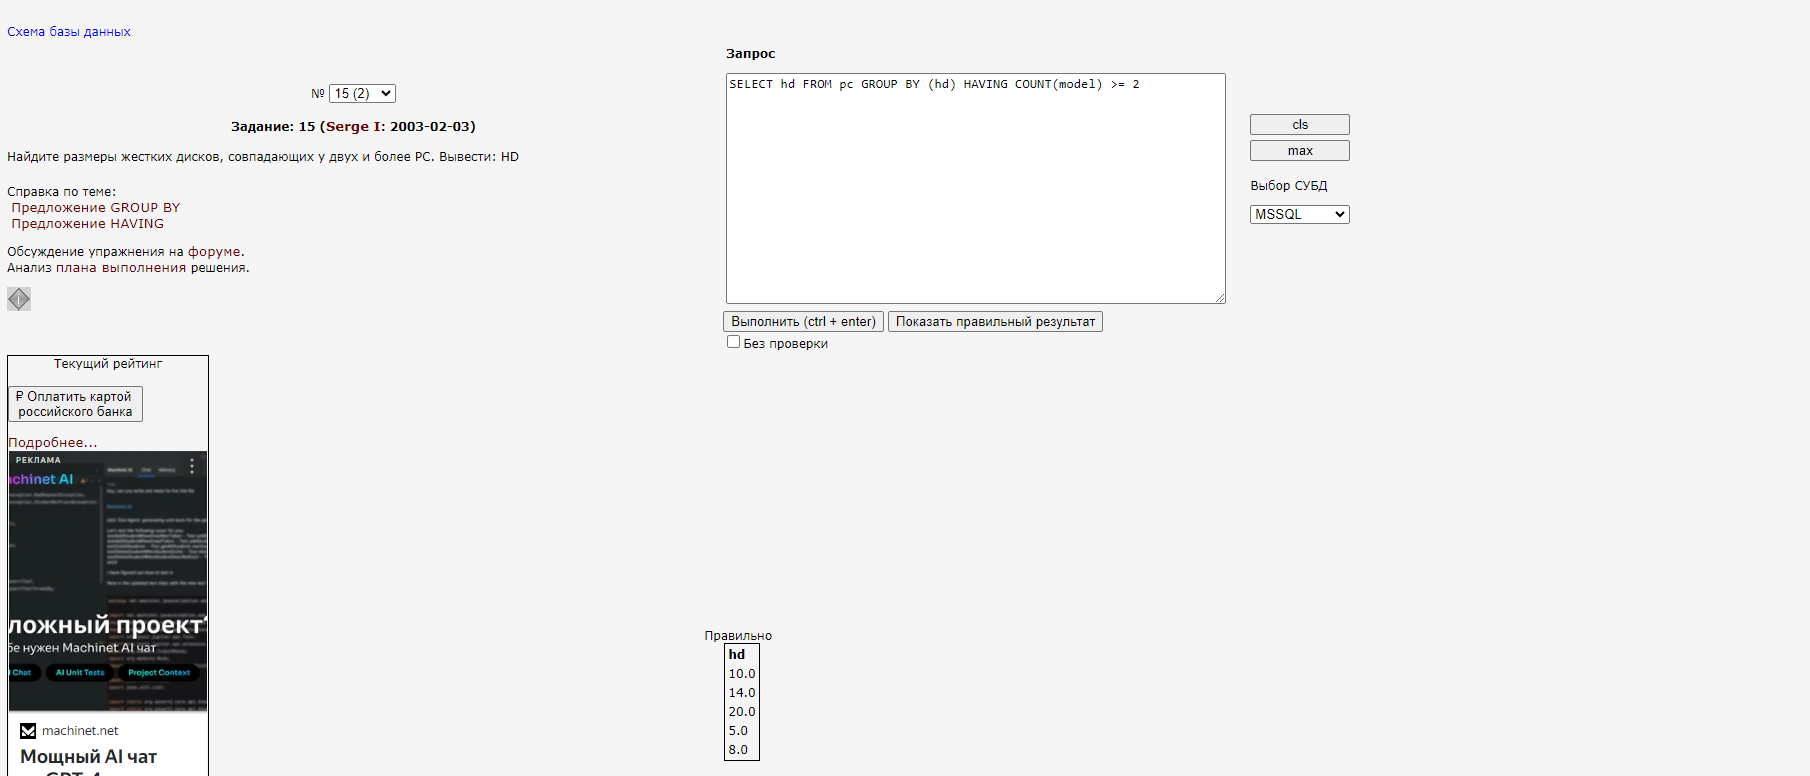 Схема базы данных
№ 15 (2)
Задание: 15 (Serge I: 2003-02-03)
Найдите размеры жестких дисков, совпадающих у двух и более PC. Вывести: HD
Справка по теме:
Предложение GROUP BY
Предложение HAVING
Обсуждение упражнения на форуме.
Анализ плана выполнения решения.
Запрос
SELECT hd FROM pc GROUP BY (hd) HAVING COUNT(model) >= 2
cls
max
Выбор СУБД
MSSQL
Выполнить (ctrl + enter) Показать правильный результат
Без проверки
Текущий рейтинг
₽ Оплатить картой
российского банка
Подробнее...
РЕКЛАМА
achinet AI
ложный проект?
бе нужен Machinet AI чат
Chat AI Unit Tests Project Context
machinet.net
Мощный AI чат
Правильно
hd
10.0
14.0
20.0
5.0
8.0